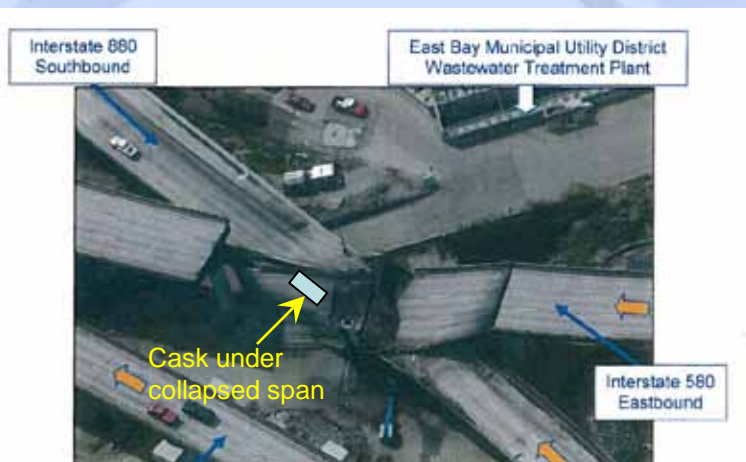 Interstate 880
Southbound
East Bay Municipal Utility District
Wastewater Treatment Plant
Cask under
collapsed span
Interstate 580
Eastbound